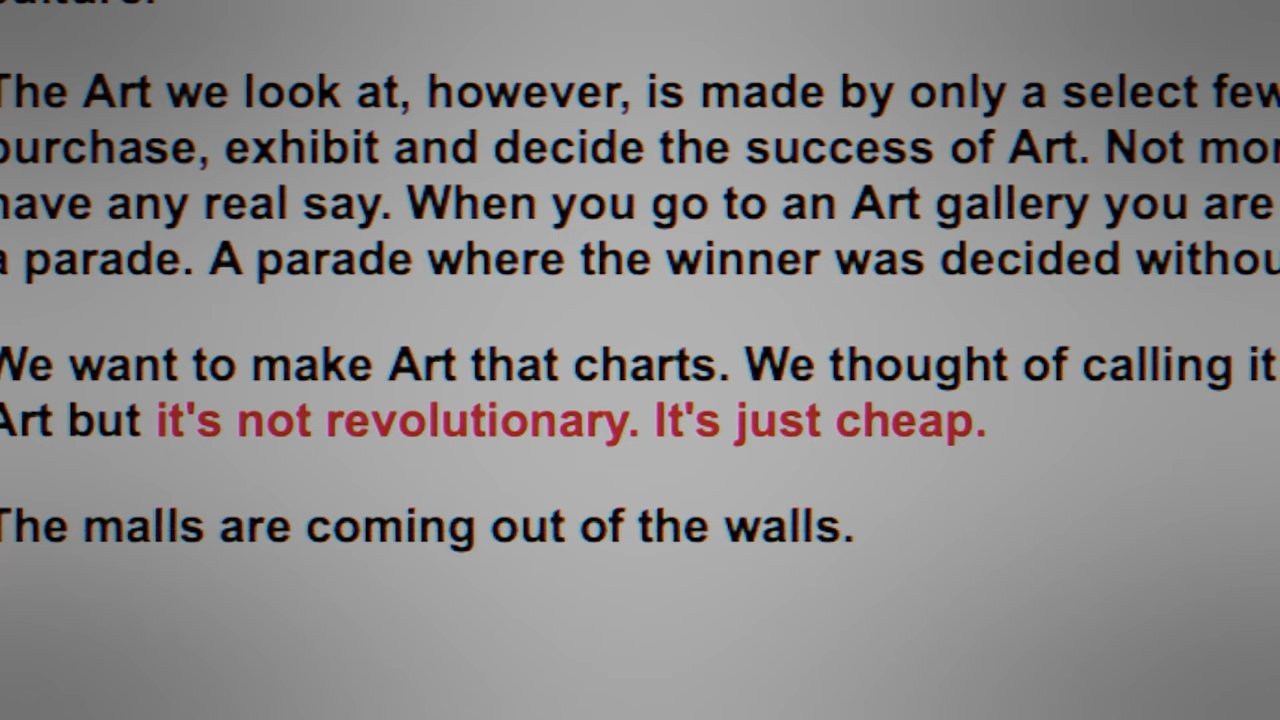 The Art we look at, however, is made by only a select few
purchase, exhibit and decide the success of Art. Not
have any real say. When you go to an Art gallery you are
a parade. A parade where the winner was decided
We want to make Art that charts. We thought of calling it
Art but it's not revolutionary. It's just cheap.
The malls are coming out of the walls.